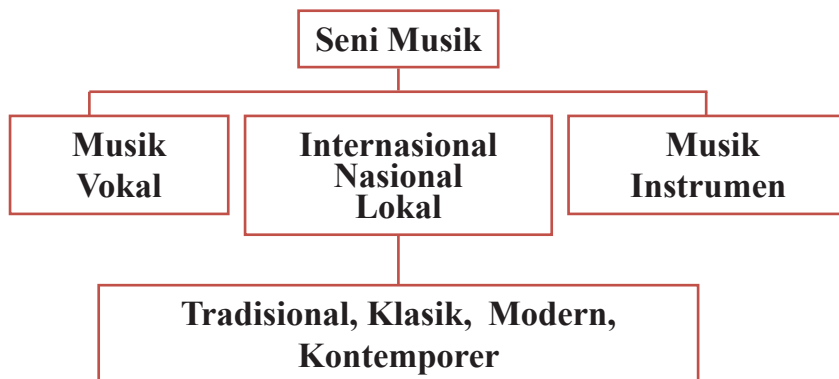 Seni Musik
Musik
Vokal
Internasional
Nasional
Lokal
Musik
Instrumen
Tradisional, Klasik, Modern,
Kontemporer